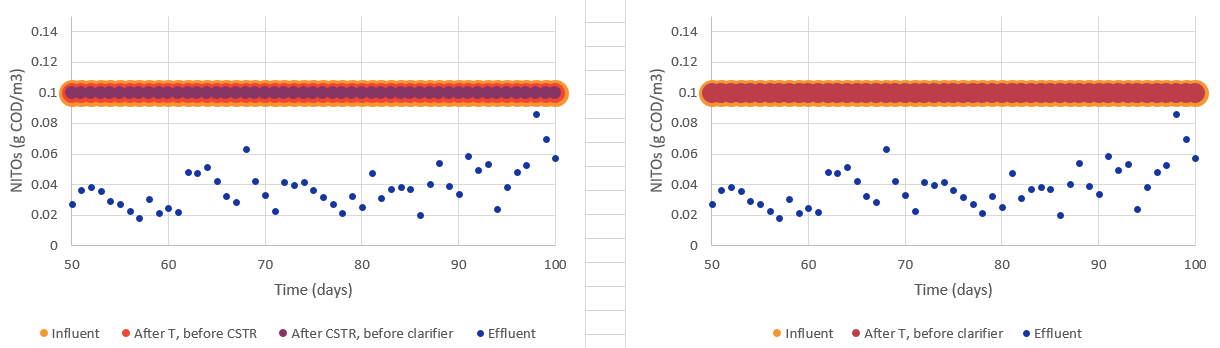 0.14
0.12
0.1
0.08
0.06
0.04
0.02
0
NITOs (g COD/m3)
50 60 70 80 90 100
Time (days)
Influent After T, before CSTR After CSTR, before clarifier Effluent
0.14
0.12
0.1
0.08
0.06
0.04
0.02
0
NITOs (g COD/m3)
50 60 70 80 90 100
Time (days)
Influent After T, before clarifier Effluent